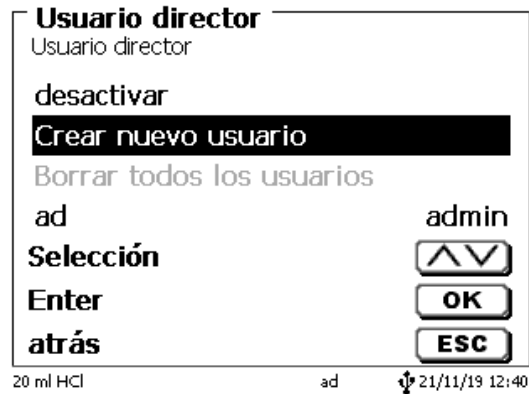 Usuario director
Usuario director
desactivar
Crear nuevo usuario
Borrar todos los usuarios
ad admin
Selección
Enter OK
atrás ESC
20 ml HCl ad 21/11/19 12:40